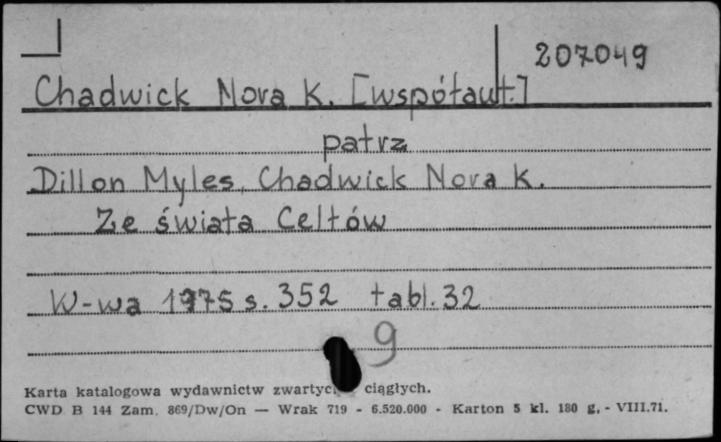 207049
Chadwick Nora K. [współaut.]
patrz
Dillon Myles, Chadwick Nora K.
Ze świata Celtów
W-wa 1975 s. 352 tabl. 32
9
Karta katalogowa wydawnictw ciągłych.
CWD B 144 Zam. 869/Dw/On — Wrak 719 - 6.520.000 - Karton 5 kl. 180 g. - VIII.71.